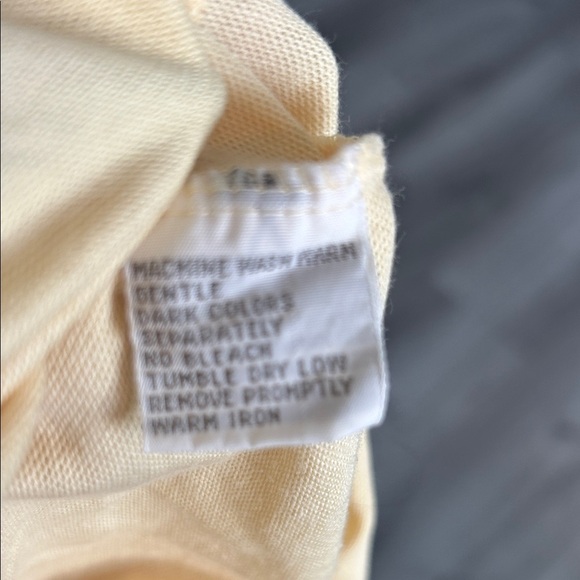 MACHINE WASH WARM
GENTLE
DARK COLORS
SEPARATELY
NO BLEACH
TUMBLE DRY LOW
REMOVE PROMPTLY
WARM IRON